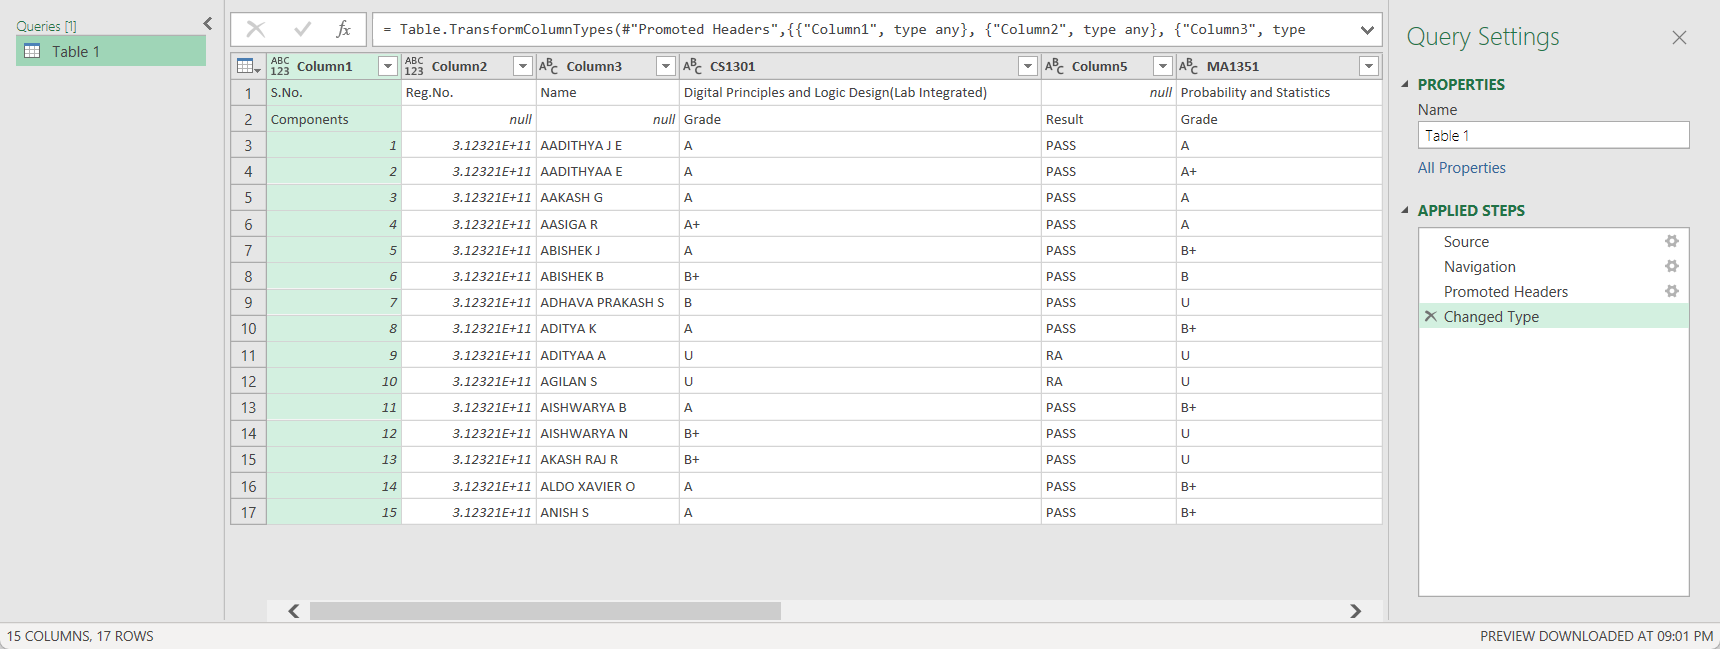 Queries [1]
Table 1
fx
= Table.TransformColumnTypes(#"Promoted Headers",{{"Column1", type any}, {"Column2", type any}, {"Column3", type
ABC 123 Column1 ABC 123 Column2 ABC Column3 ABC CS1301 ABC Column5 ABC MA1351
1 S.No. Reg.No. Name Digital Principles and Logic Design(Lab Integrated) null Probability and Statistics
2 Components null null Grade Result Grade
3 1 3.12321E+11 AADITHYA J E A PASS A
4 2 3.12321E+11 AADITHYAA E A PASS A+
5 3 3.12321E+11 AAKASH G A PASS A
6 4 3.12321E+11 AASIGA R A+ PASS A
7 5 3.12321E+11 ABISHEK J A PASS B+
8 6 3.12321E+11 ABISHEK B B+ PASS B
9 7 3.12321E+11 ADHAVA PRAKASH S B PASS U
10 8 3.12321E+11 ADITYA K A PASS B+
11 9 3.12321E+11 ADITYAA A U RA U
12 10 3.12321E+11 AGILAN S U RA U
13 11 3.12321E+11 AISHWARYA B A PASS B+
14 12 3.12321E+11 AISHWARYA N B+ PASS U
15 13 3.12321E+11 AKASH RAJ R B+ PASS U
16 14 3.12321E+11 ALDO XAVIER O A PASS B+
17 15 3.12321E+11 ANISH S A PASS B+
Query Settings
PROPERTIES
Name
Table 1
All Properties
APPLIED STEPS
Source
Navigation
Promoted Headers
Changed Type
15 COLUMNS, 17 ROWS
PREVIEW DOWNLOADED AT 09:01 PM